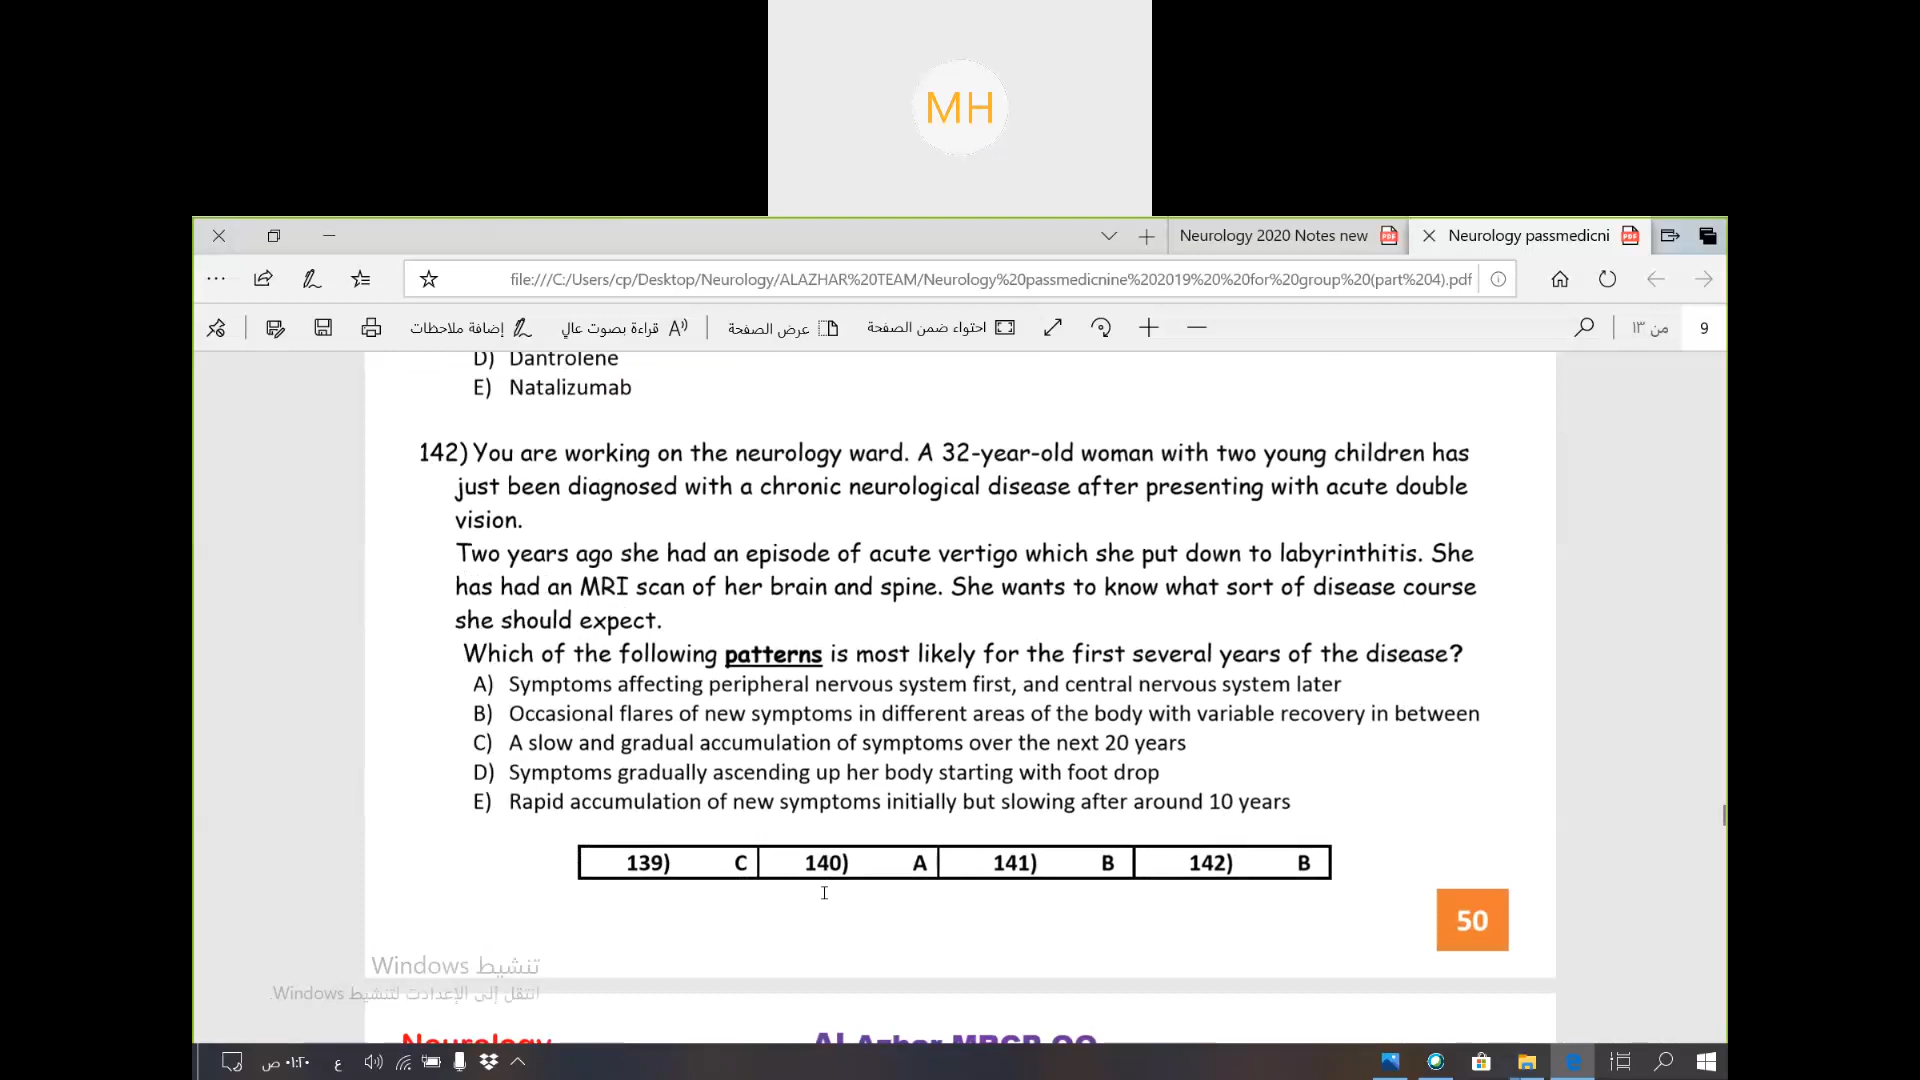 MH
Neurology 2020 Notes new
Neurology passmedicni
file:///C:/Users/cp/Desktop/Neurology/ALAZHAR%20TEAM/Neurology%20passmedicnine%202019%20%20for%20group%20(part%204).pdf
إضافة ملاحظات
قراءة بصوت عالٍ
عرض الصفحة
احتواء ضمن الصفحة
من ١٣
9
D) Dantrolene
E) Natalizumab
142) You are working on the neurology ward. A 32-year-old woman with two young children has
just been diagnosed with a chronic neurological disease after presenting with acute double
vision.
Two years ago she had an episode of acute vertigo which she put down to labyrinthitis. She
has had an MRI scan of her brain and spine. She wants to know what sort of disease course
she should expect.
Which of the following patterns is most likely for the first several years of the disease?
A) Symptoms affecting peripheral nervous system first, and central nervous system later
B) Occasional flares of new symptoms in different areas of the body with variable recovery in between
C) A slow and gradual accumulation of symptoms over the next 20 years
D) Symptoms gradually ascending up her body starting with foot drop
E) Rapid accumulation of new symptoms initially but slowing after around 10 years
139) C 140) A 141) B 142) B
50
تنشيط Windows
انتقل إلى الإعدادت لتنشيط Windows.
Neurology
Al Azhar MRCP QQ
٠١:٢٠ ص
ع